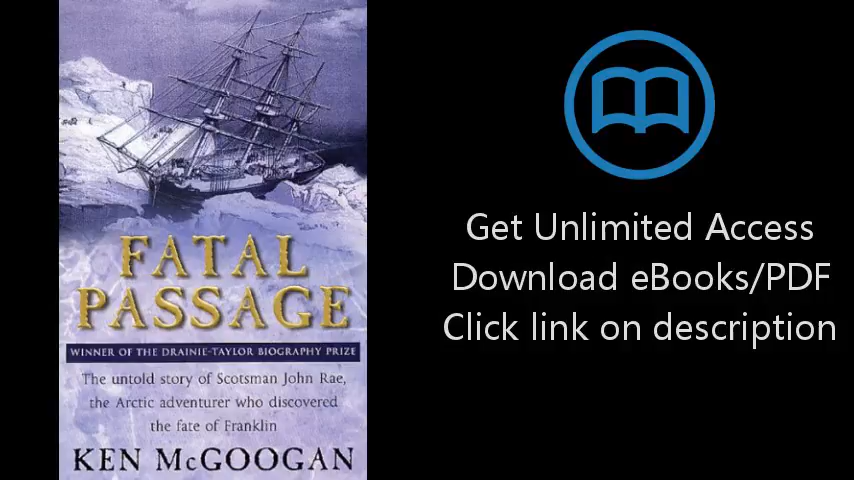 FATAL
PASSAGE
WINNER OF THE DRAINIE-TAYLOR BIOGRAPHY PRIZE
The untold story of Scotsman John Rae,
the Arctic adventurer who discovered
the fate of Franklin
KEN McGOOGAN
Get Unlimited Access
Download eBooks/PDF
Click link on description